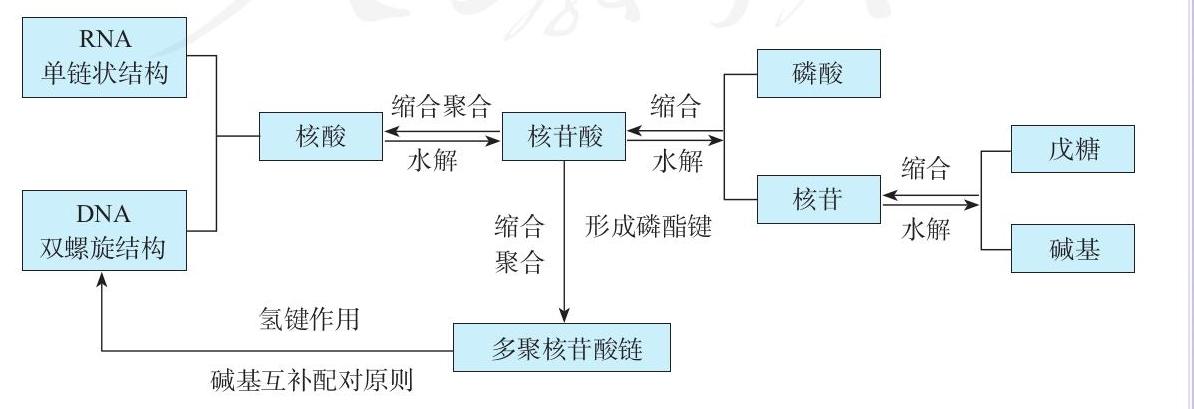 RNA
单链状结构
磷酸
缩合聚合
缩合
核酸
核苷酸
戊糖
水解
水解
缩合
核苷
水解
DNA
双螺旋结构
缩合
聚合
形成磷酯键
碱基
氢键作用
多聚核苷酸链
碱基互补配对原则